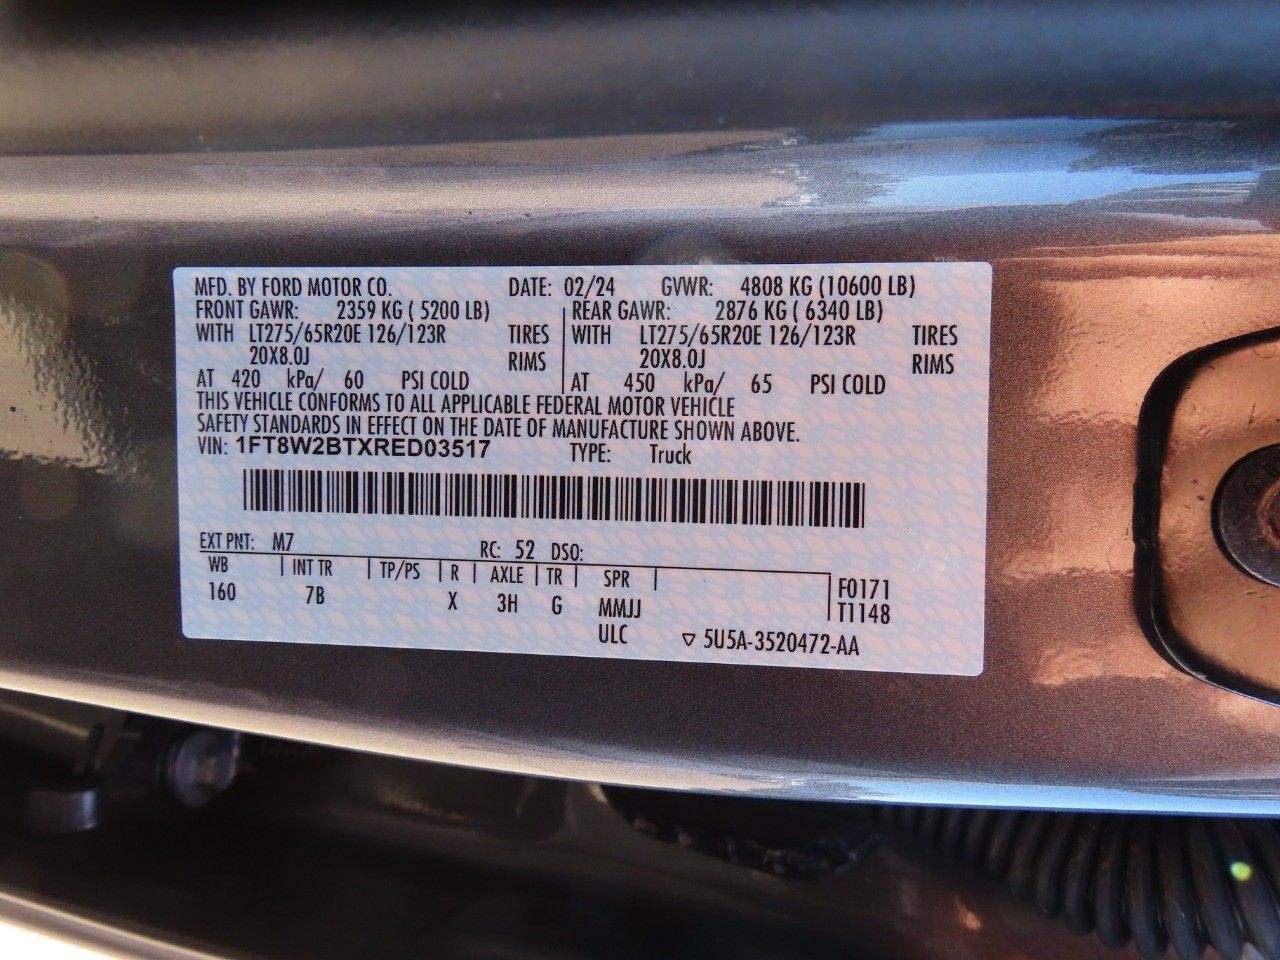 MFD. BY FORD MOTOR CO. DATE: 02/24 GVWR: 4808 KG (10600 LB)
FRONT GAWR: 2359 KG ( 5200 LB) REAR GAWR: 2876 KG ( 6340 LB)
WITH LT275/65R20E 126/123R TIRES WITH LT275/65R20E 126/123R TIRES
20X8.0J RIMS 20X8.0J RIMS
AT 420 kPa/ 60 PSI COLD AT 450 kPa/ 65 PSI COLD
THIS VEHICLE CONFORMS TO ALL APPLICABLE FEDERAL MOTOR VEHICLE
SAFETY STANDARDS IN EFFECT ON THE DATE OF MANUFACTURE SHOWN ABOVE.
VIN: 1FT8W2BTXRED03517 TYPE: Truck
EXT PNT: M7 RC: 52 DSO:
WB INT TR TP/PS R AXLE TR SPR F0171
160 7B X 3H G MMJJ T1148
ULC ▽ 5U5A-3520472-AA